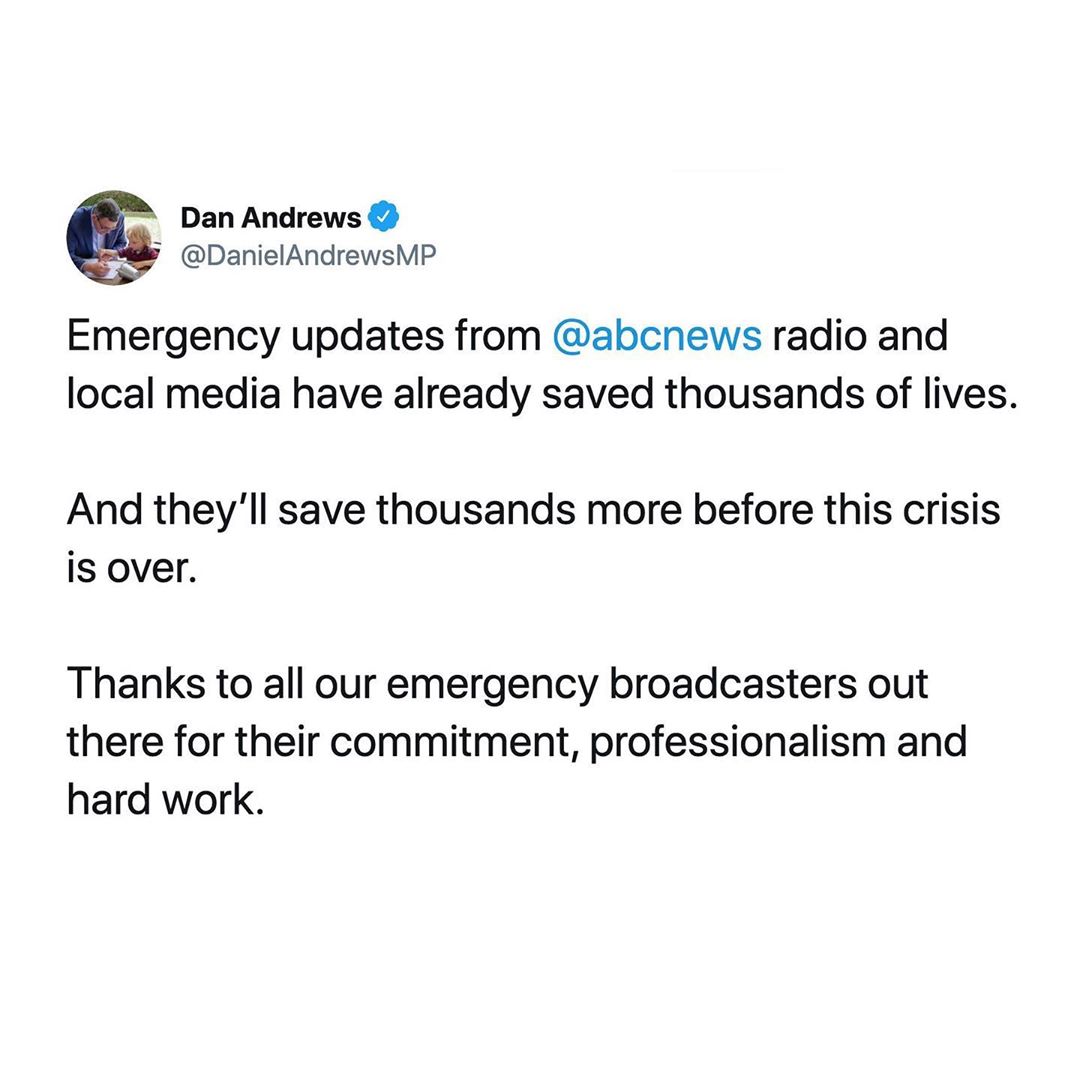 Dan Andrews
@DanielAndrewsMP
Emergency updates from @abcnews radio and
local media have already saved thousands of lives.
And they’ll save thousands more before this crisis
is over.
Thanks to all our emergency broadcasters out
there for their commitment, professionalism and
hard work.